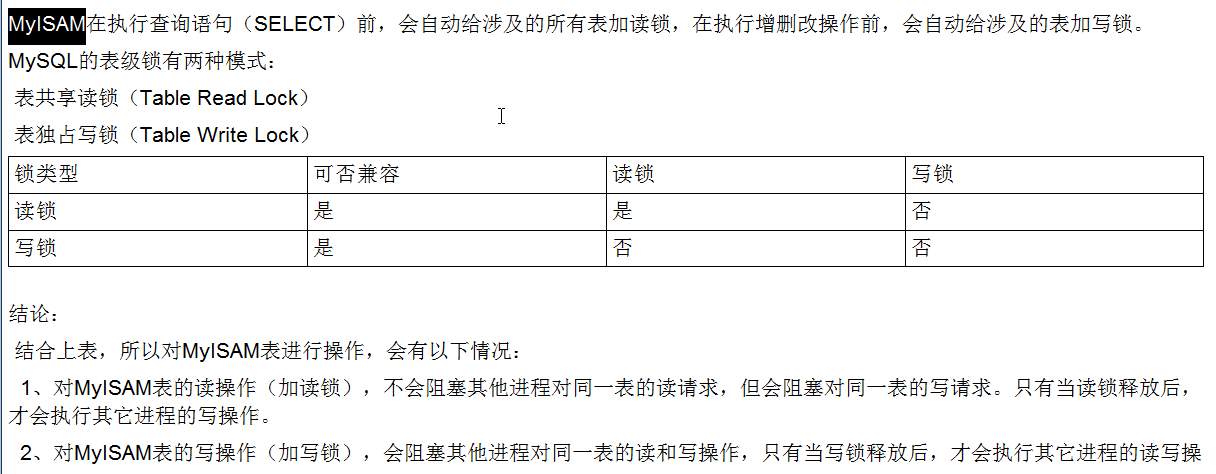 MyISAM在执行查询语句（SELECT）前，会自动给涉及的所有表加读锁，在执行增删改操作前，会自动给涉及的表加写锁。
MySQL的表级锁有两种模式：
表共享读锁（Table Read Lock）
表独占写锁（Table Write Lock）
锁类型 可否兼容 读锁 写锁
读锁 是 是 否
写锁 是 否 否
结论：
结合上表，所以对MyISAM表进行操作，会有以下情况：
1、对MyISAM表的读操作（加读锁），不会阻塞其他进程对同一表的读请求，但会阻塞对同一表的写请求。只有当读锁释放后，
才会执行其它进程的写操作。
2、对MyISAM表的写操作（加写锁），会阻塞其他进程对同一表的读和写操作，只有当写锁释放后，才会执行其它进程的读写操